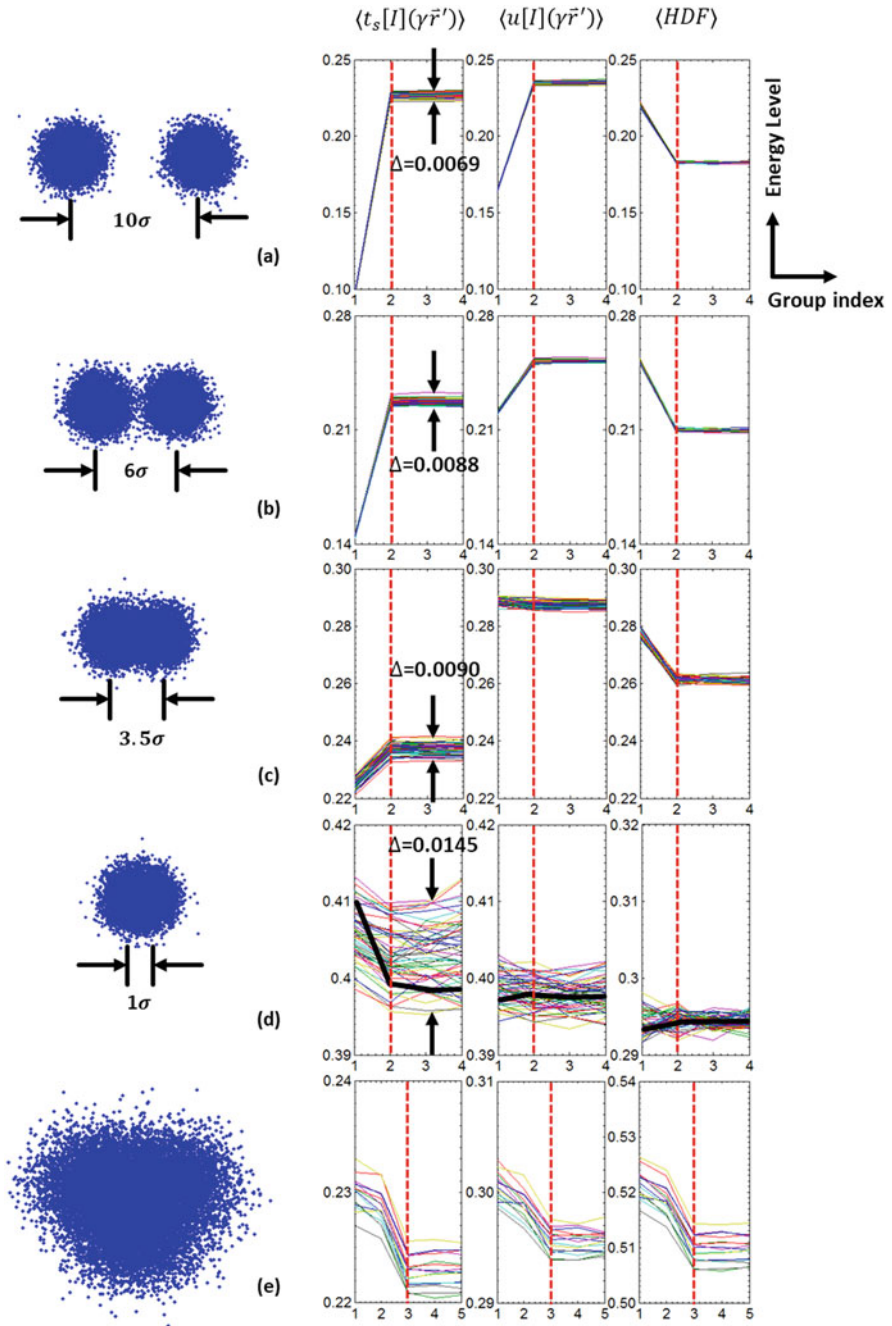 ⟨t_s[I](γr⃗ ′)⟩ ⟨u[I](γr⃗ ′)⟩ ⟨HDF⟩
0.25 0.25 0.25
0.20 0.20 0.20
Δ=0.0069
0.15 0.15 0.15
0.10 0.10 0.10
1 2 3 4 1 2 3 4 1 2 3 4
10σ
(a)
Energy Level
Group index
0.28 0.28 0.28
0.21 0.21 0.21
Δ=0.0088
0.14 0.14 0.14
1 2 3 4 1 2 3 4 1 2 3 4
6σ
(b)
0.30 0.30 0.30
0.28 0.28 0.28
Δ=0.0090
0.26 0.26 0.26
0.24 0.24 0.24
0.22 0.22 0.22
1 2 3 4 1 2 3 4 1 2 3 4
3.5σ
(c)
0.42 0.42 0.32
Δ=0.0145
0.41 0.41
0.4 0.40 0.3
0.39 0.39 0.29
1 2 3 4 5 1 2 3 4 5 1 2 3 4
1σ
(d)
0.24 0.31 0.54
0.53
0.23 0.30 0.52
0.51
0.22 0.29 0.50
1 2 3 4 5 1 2 3 4 5 1 2 3 4 5
(e)